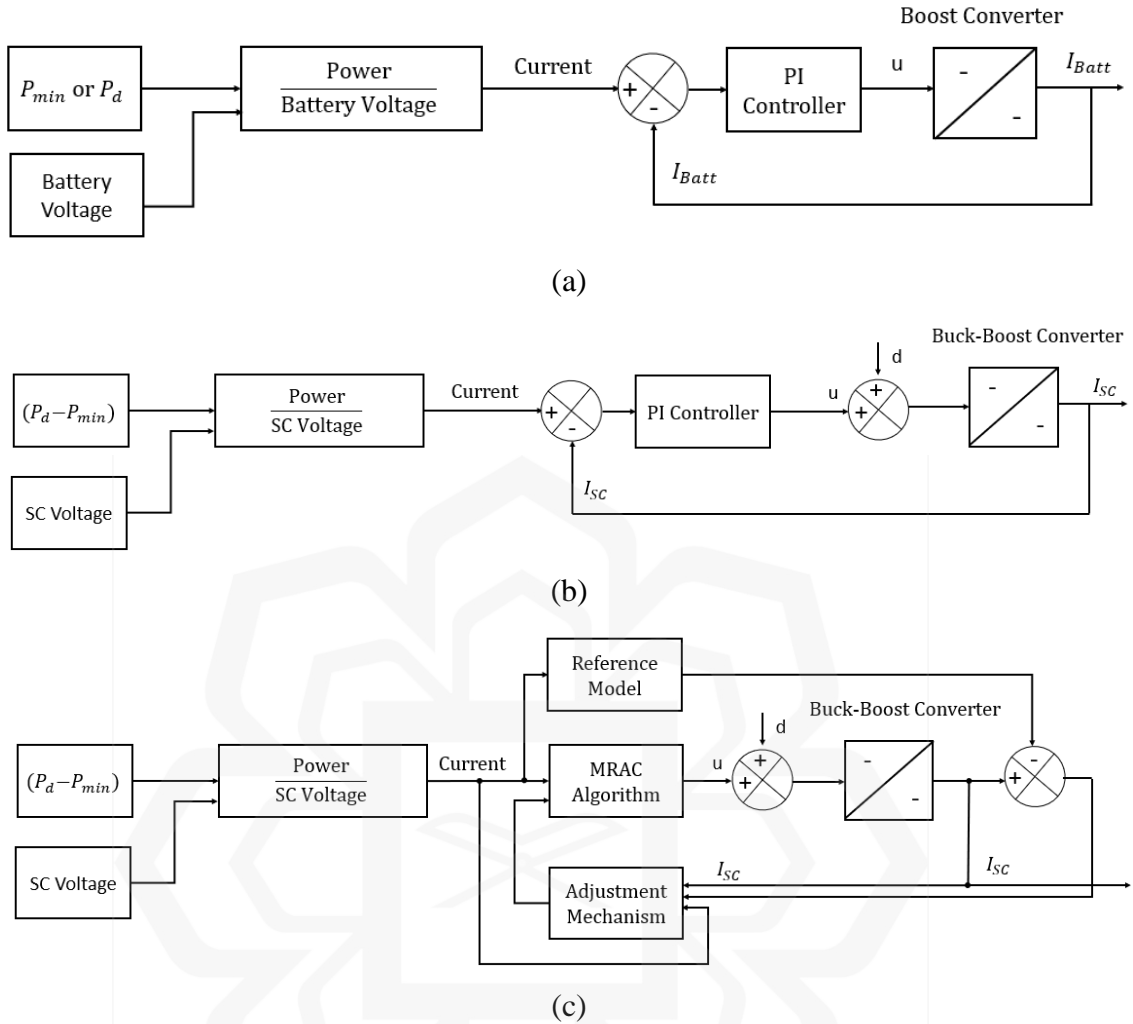 Boost Converter
P_min or P_d
Power
Battery Voltage
Current
+
-
PI
Controller
u
-
-
I_Batt
Battery
Voltage
I_Batt
(a)
Buck-Boost Converter
(P_d−P_min)
Power
SC Voltage
Current
+
-
PI Controller
u
d
+
+
-
-
I_SC
SC Voltage
I_SC
(b)
Reference
Model
Buck-Boost Converter
(P_d−P_min)
Power
SC Voltage
Current
MRAC
Algorithm
u
d
+
+
-
-
-
+
SC Voltage
Adjustment
Mechanism
I_SC
I_SC
(c)